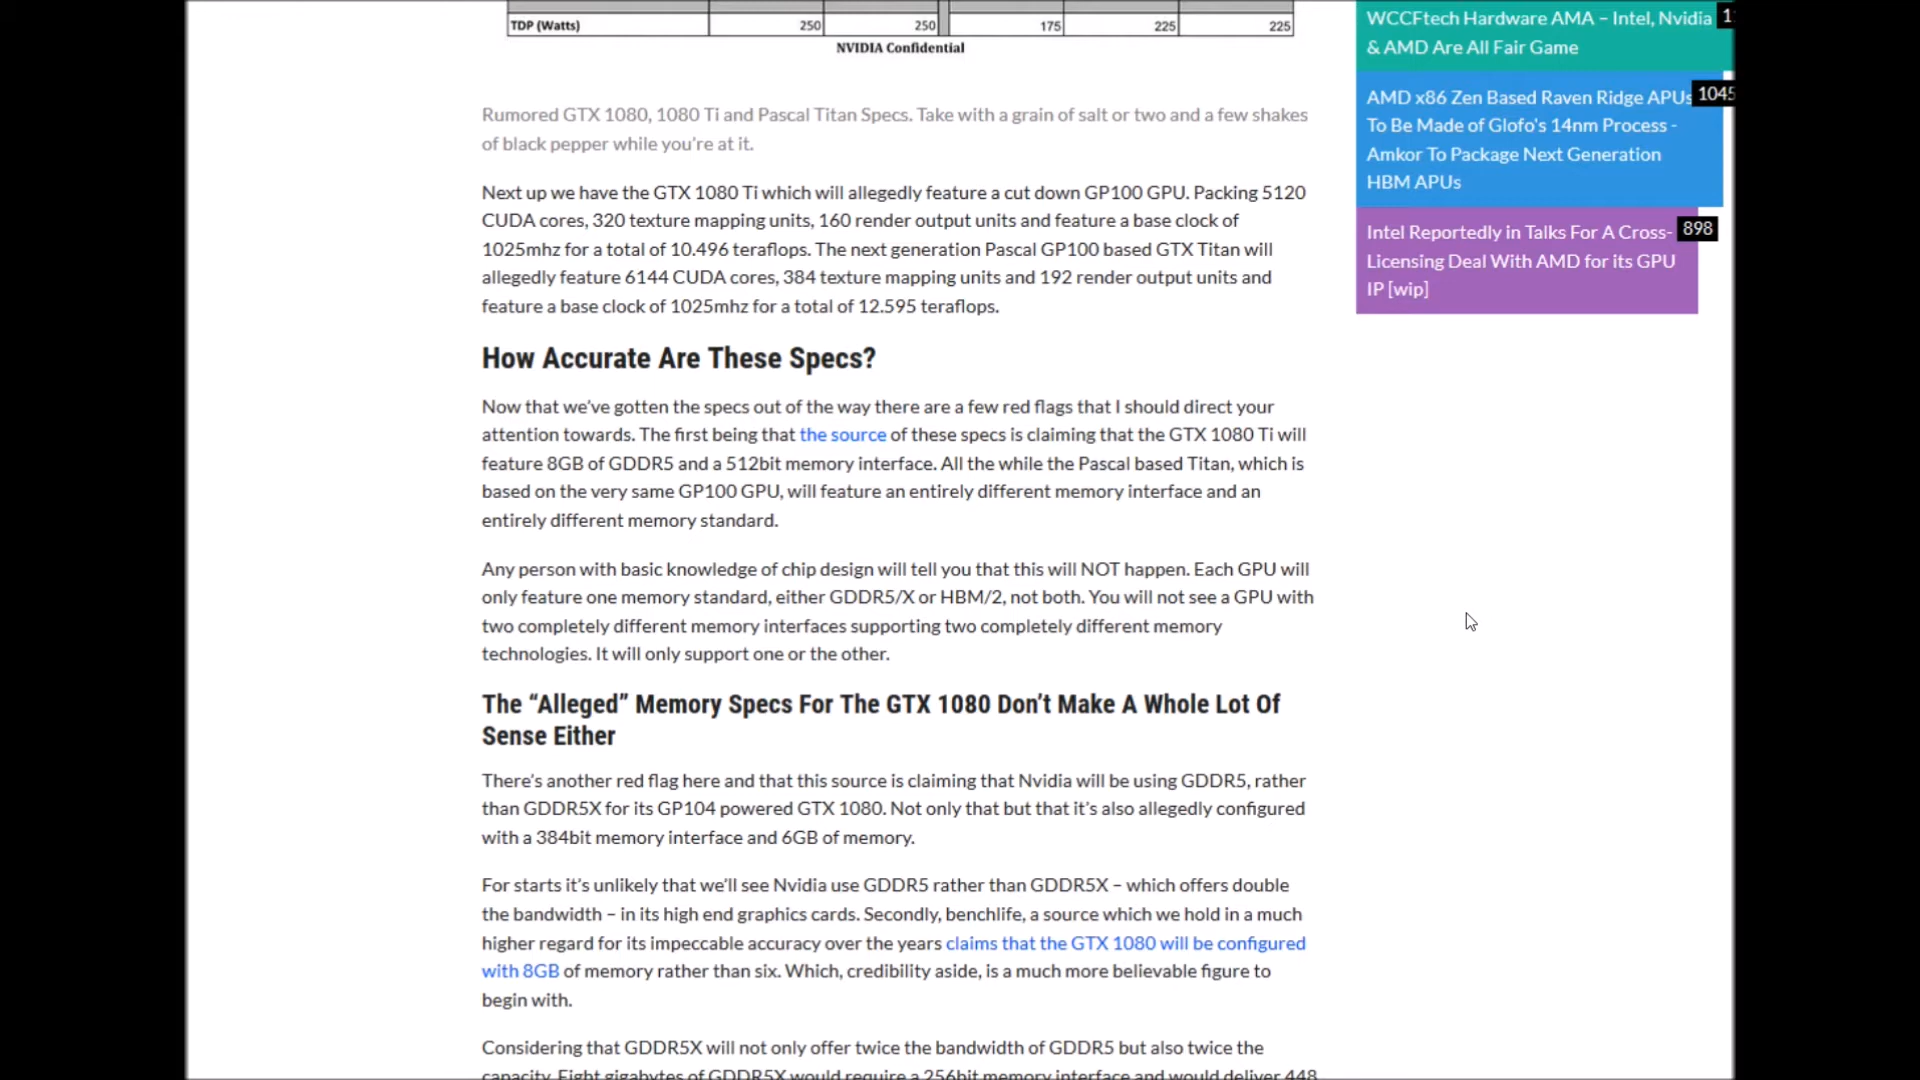 TDP (Watts) 250 250 175 225 225
NVIDIA Confidential
Rumored GTX 1080, 1080 Ti and Pascal Titan Specs. Take with a grain of salt or two and a few shakes
of black pepper while you're at it.
Next up we have the GTX 1080 Ti which will allegedly feature a cut down GP100 GPU. Packing 5120
CUDA cores, 320 texture mapping units, 160 render output units and feature a base clock of
1025mhz for a total of 10.496 teraflops. The next generation Pascal GP100 based GTX Titan will
allegedly feature 6144 CUDA cores, 384 texture mapping units and 192 render output units and
feature a base clock of 1025mhz for a total of 12.595 teraflops.
How Accurate Are These Specs?
Now that we've gotten the specs out of the way there are a few red flags that I should direct your
attention towards. The first being that the source of these specs is claiming that the GTX 1080 Ti will
feature 8GB of GDDR5 and a 512bit memory interface. All the while the Pascal based Titan, which is
based on the very same GP100 GPU, will feature an entirely different memory interface and an
entirely different memory standard.
Any person with basic knowledge of chip design will tell you that this will NOT happen. Each GPU will
only feature one memory standard, either GDDR5/X or HBM/2, not both. You will not see a GPU with
two completely different memory interfaces supporting two completely different memory
technologies. It will only support one or the other.
The “Alleged” Memory Specs For The GTX 1080 Don’t Make A Whole Lot Of
Sense Either
There's another red flag here and that this source is claiming that Nvidia will be using GDDR5, rather
than GDDR5X for its GP104 powered GTX 1080. Not only that but that it's also allegedly configured
with a 384bit memory interface and 6GB of memory.
For starts it's unlikely that we'll see Nvidia use GDDR5 rather than GDDR5X – which offers double
the bandwidth – in its high end graphics cards. Secondly, benchlife, a source which we hold in a much
higher regard for its impeccable accuracy over the years claims that the GTX 1080 will be configured
with 8GB of memory rather than six. Which, credibility aside, is a much more believable figure to
begin with.
Considering that GDDR5X will not only offer twice the bandwidth of GDDR5 but also twice the
capacity. Eight gigabytes of GDDR5X would require a 256bit memory interface and would deliver 448
WCCFtech Hardware AMA – Intel, Nvidia
& AMD Are All Fair Game
AMD x86 Zen Based Raven Ridge APUs 1045
To Be Made of Glofo's 14nm Process -
Amkor To Package Next Generation
HBM APUs
Intel Reportedly in Talks For A Cross- 898
Licensing Deal With AMD for its GPU
IP [wip]